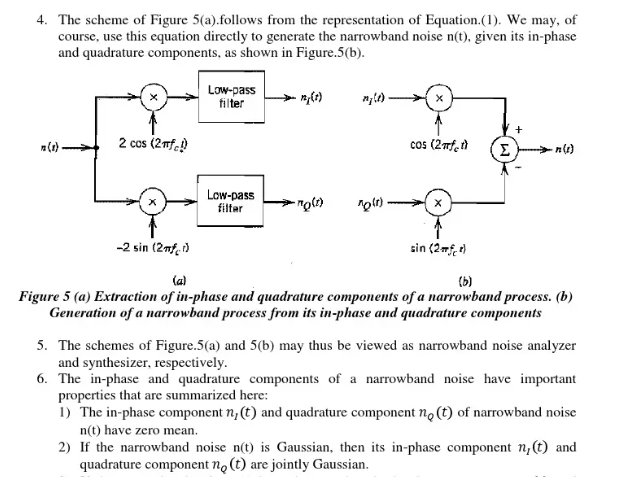 4. The scheme of Figure 5(a).follows from the representation of Equation.(1). We may, of
course, use this equation directly to generate the narrowband noise n(t), given its in-phase
and quadrature components, as shown in Figure.5(b).
Low-pass
filter
×
n_I(t)
n_I(t)
×
2 cos (2πf_c t)
cos (2πf_c t)
+
n(t)
Σ
n(t)
−
Low-pass
filter
×
n_Q(t)
n_Q(t)
×
-2 sin (2πf_c t)
sin (2πf_c t)
(a)
(b)
Figure 5 (a) Extraction of in-phase and quadrature components of a narrowband process. (b)
Generation of a narrowband process from its in-phase and quadrature components
5. The schemes of Figure.5(a) and 5(b) may thus be viewed as narrowband noise analyzer
and synthesizer, respectively.
6. The in-phase and quadrature components of a narrowband noise have important
properties that are summarized here:
1) The in-phase component n_I(t) and quadrature component n_Q(t) of narrowband noise
n(t) have zero mean.
2) If the narrowband noise n(t) is Gaussian, then its in-phase component n_I(t) and
quadrature component n_Q(t) are jointly Gaussian.